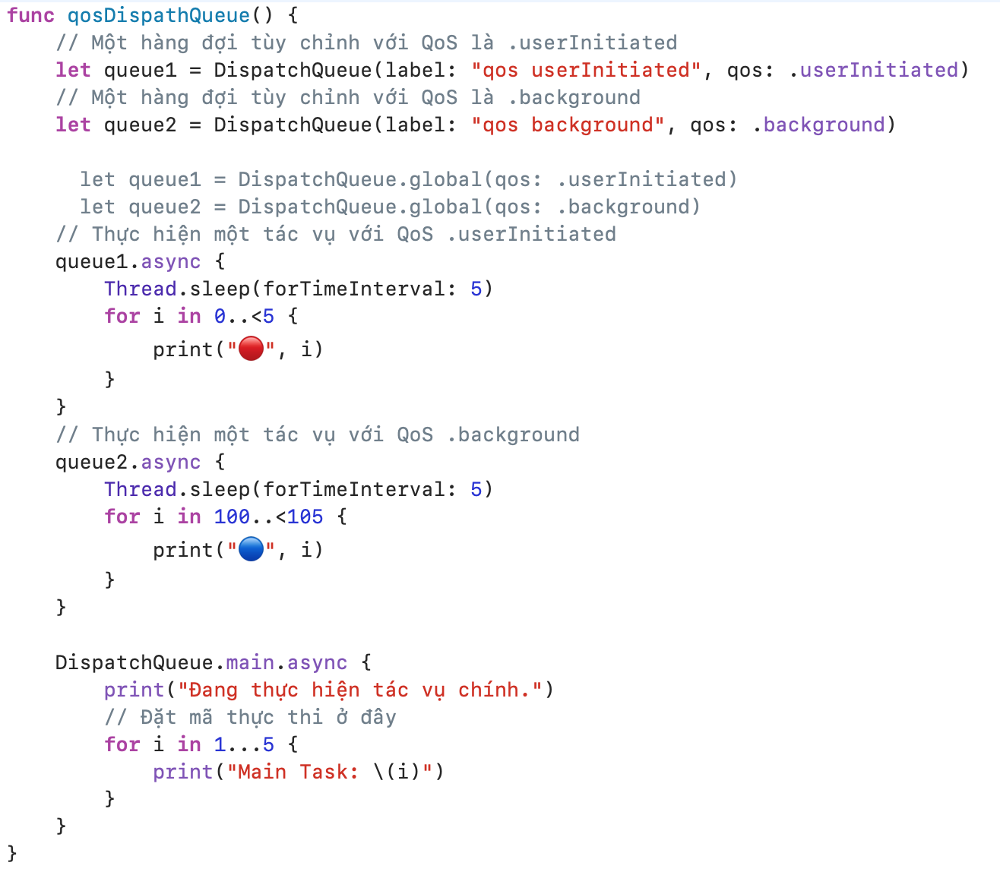 func qosDispathQueue() {
    // Một hàng đợi tùy chỉnh với QoS là .userInitiated
    let queue1 = DispatchQueue(label: "qos userInitiated", qos: .userInitiated)
    // Một hàng đợi tùy chỉnh với QoS là .background
    let queue2 = DispatchQueue(label: "qos background", qos: .background)

      let queue1 = DispatchQueue.global(qos: .userInitiated)
      let queue2 = DispatchQueue.global(qos: .background)
    // Thực hiện một tác vụ với QoS .userInitiated
    queue1.async {
        Thread.sleep(forTimeInterval: 5)
        for i in 0..<5 {
            print("🔴", i)
        }
    }
    // Thực hiện một tác vụ với QoS .background
    queue2.async {
        Thread.sleep(forTimeInterval: 5)
        for i in 100..<105 {
            print("🔵", i)
        }
    }

    DispatchQueue.main.async {
        print("Đang thực hiện tác vụ chính.")
        // Đặt mã thực thi ở đây
        for i in 1...5 {
            print("Main Task: \(i)")
        }
    }
}